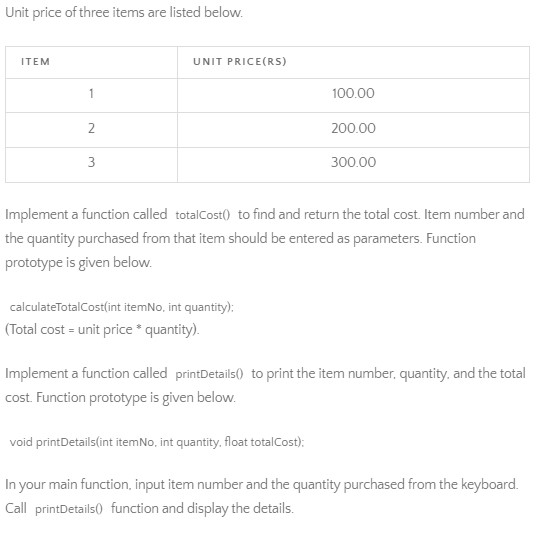 Unit price of three items are listed below.
ITEM UNIT PRICE(RS)
1 100.00
2 200.00
3 300.00
Implement a function called totalCost() to find and return the total cost. Item number and
the quantity purchased from that item should be entered as parameters. Function
prototype is given below.
calculateTotalCost(int itemNo, int quantity);
(Total cost = unit price * quantity).
Implement a function called printDetails() to print the item number, quantity, and the total
cost. Function prototype is given below.
void printDetails(int itemNo, int quantity, float totalCost);
In your main function, input item number and the quantity purchased from the keyboard.
Call printDetails() function and display the details.